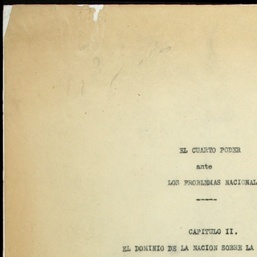 EL CUARTO PODER
ante
LOS PROBLEMAS NACIONAL
-----
CAPITULO II.
EL DOMINIO DE LA NACION SOBRE LA